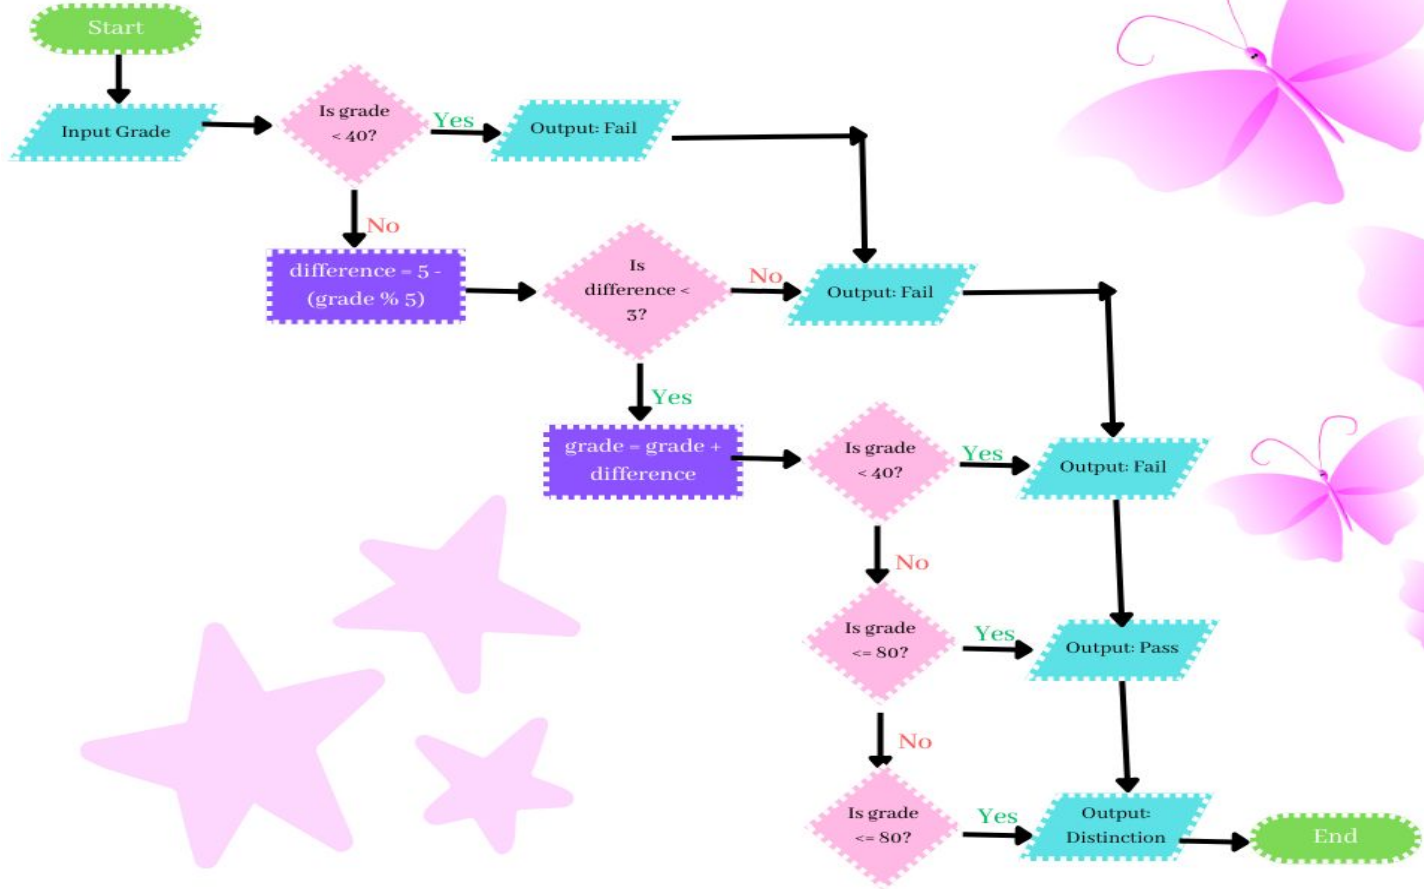 Start
Input Grade
Is grade
< 40?
Yes
Output: Fail
No
difference = 5 -
(grade % 5)
Is
difference <
3?
No
Output: Fail
Yes
grade = grade +
difference
Is grade
< 40?
Yes
Output: Fail
No
Is grade
<= 80?
Yes
Output: Pass
No
Is grade
<= 80?
Yes
Output:
Distinction
End